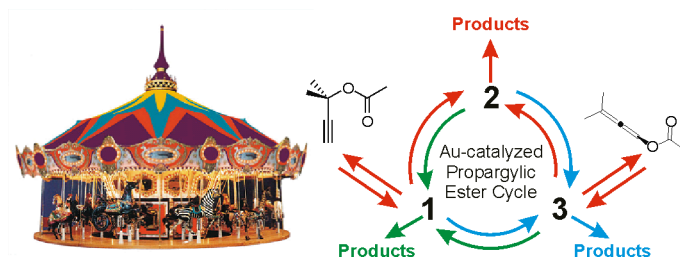 Products
2
O
O
O
O
Au-catalyzed
Propargylic
Ester Cycle
1
3
Products
Products